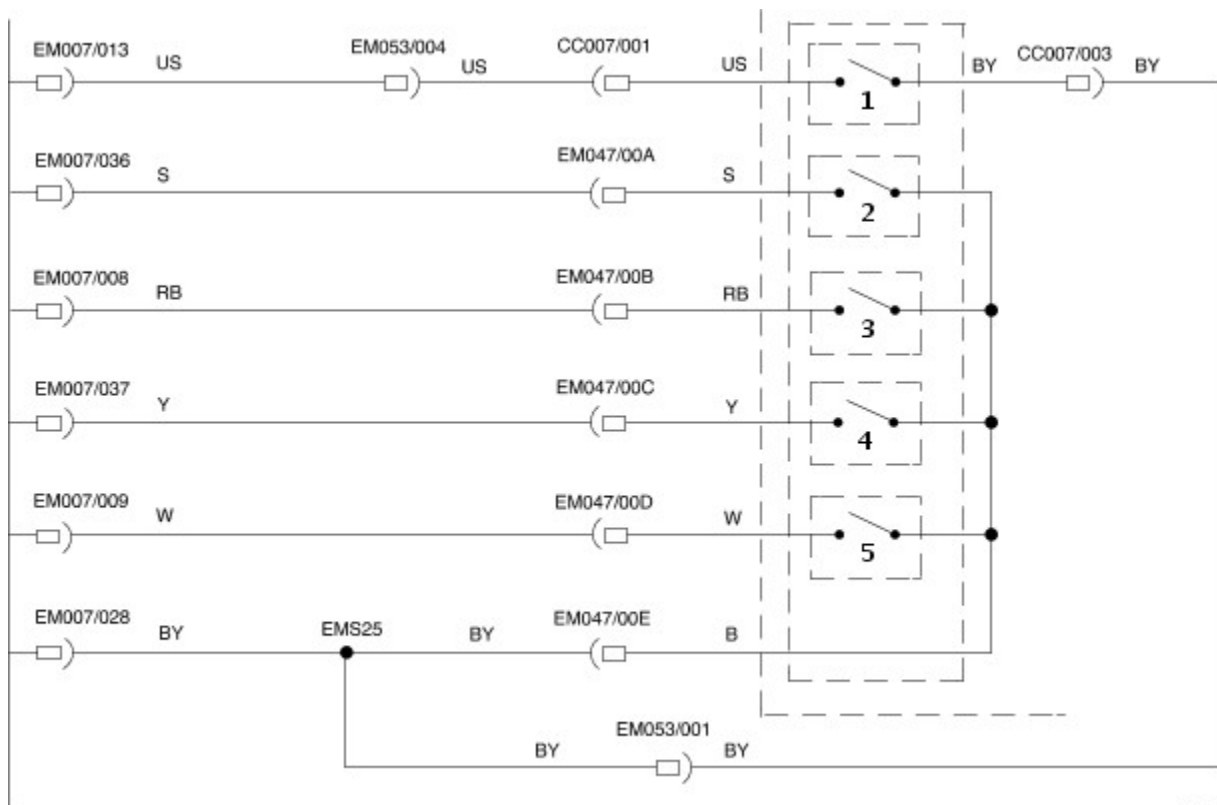 EM007/013 US EM053/004 US CC007/001 US BY CC007/003 BY
1
EM007/036 S EM047/00A S
2
EM007/008 RB EM047/00B RB
3
EM007/037 Y EM047/00C Y
4
EM007/009 W EM047/00D W
5
EM007/028 BY EMS25 BY EM047/00E B
BY EM053/001 BY